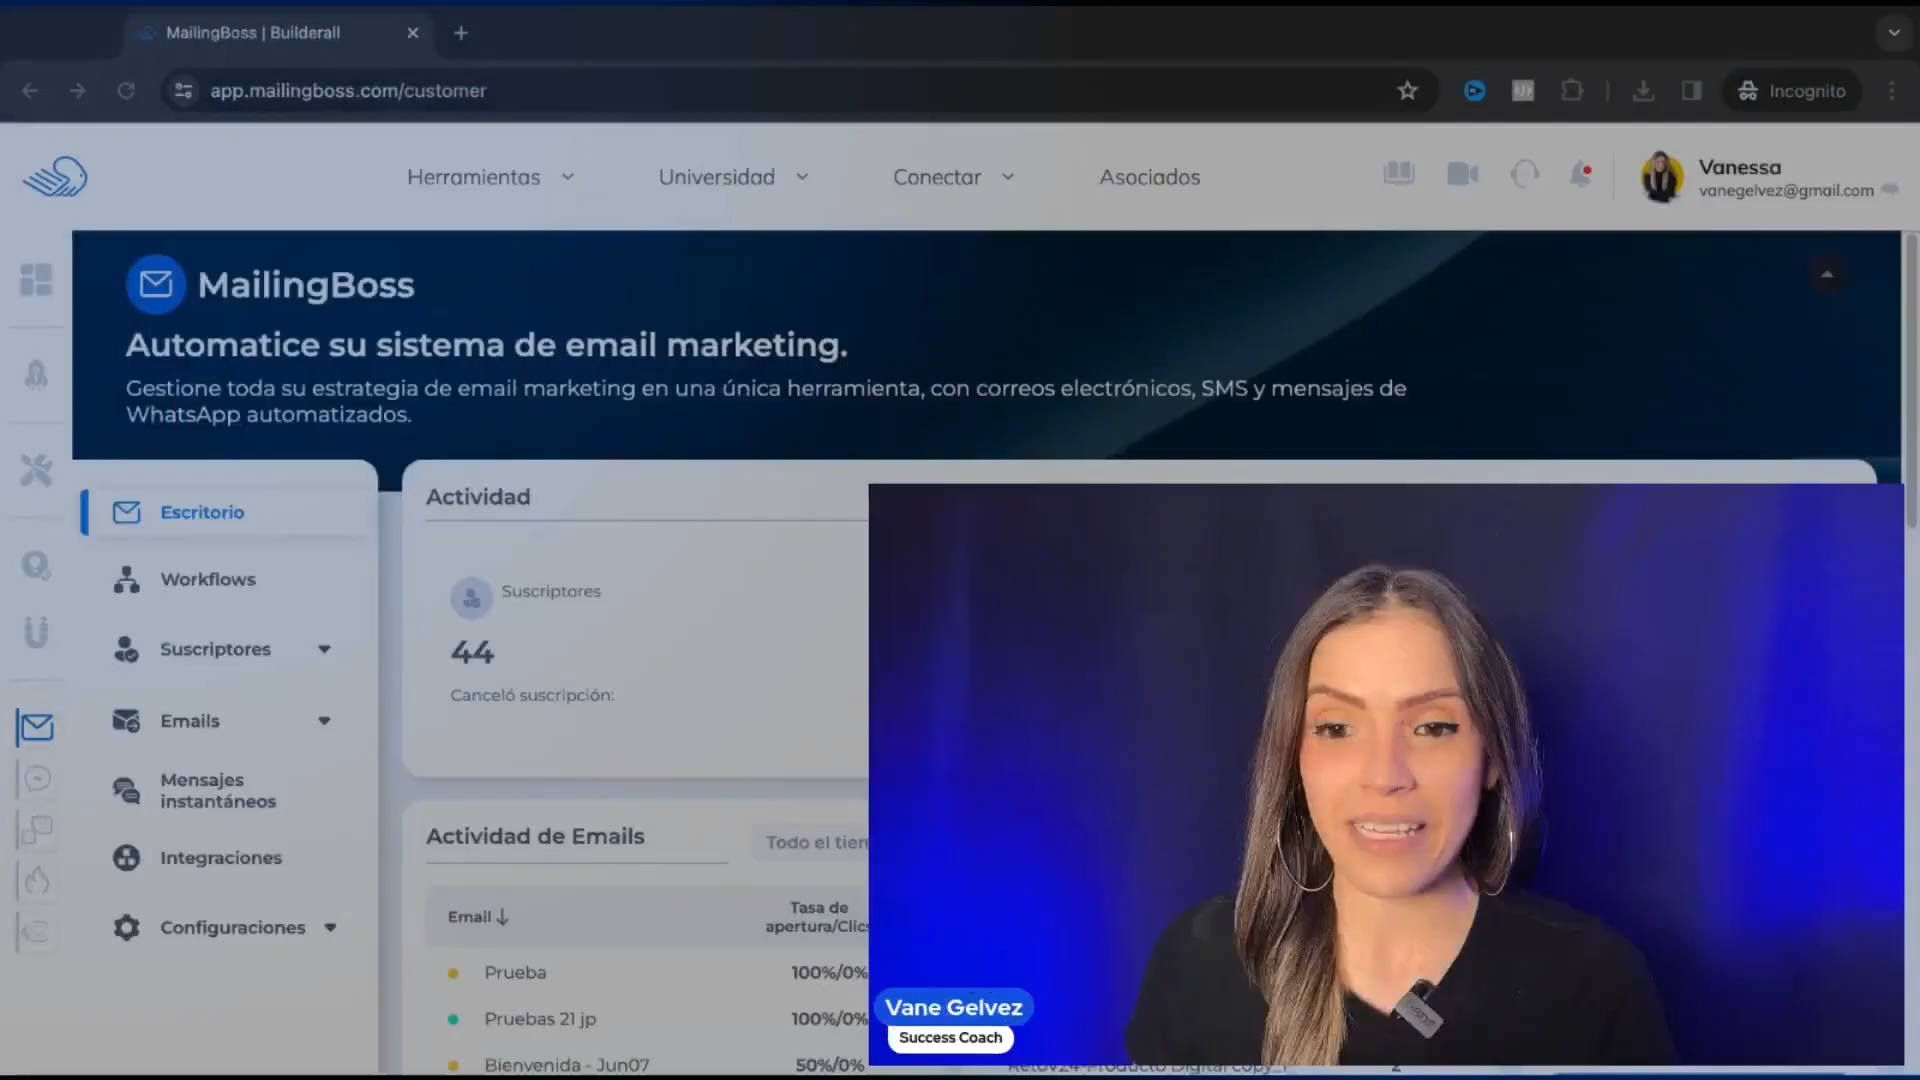 MailingBoss | Builderall
app.mailingboss.com/customer
Incognito
Herramientas
Universidad
Conectar
Asociados
Vanessa
vanegelvez@gmail.com
MailingBoss
Automatice su sistema de email marketing.
Gestione toda su estrategia de email marketing en una única herramienta, con correos electrónicos, SMS y mensajes de
WhatsApp automatizados.
Escritorio
Workflows
Suscriptores
Emails
Mensajes
instantáneos
Integraciones
Configuraciones
Actividad
Suscriptores
44
Canceló suscripción:
Actividad de Emails
Todo el
Email
Tasa de
apertura/Clics
Prueba
100%/0%
Pruebas 21 jp
100%/0%
Bienvenida - Jun07
50%/0%
Vane Gelvez
Success Coach